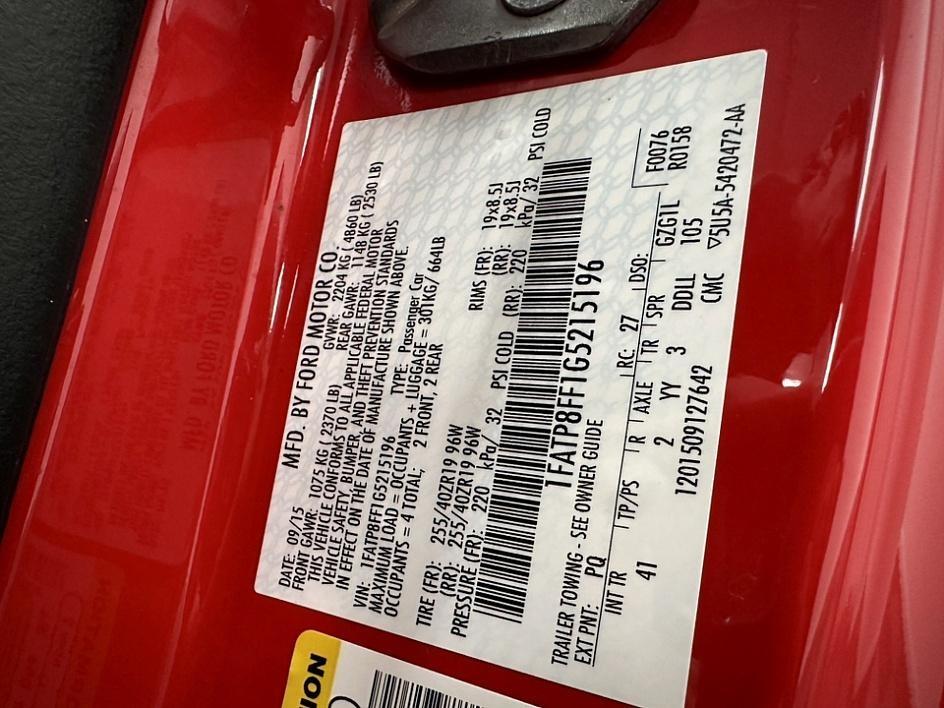 MFD. BY FORD MOTOR CO.
DATE: 09/15 GVWR: 2204 KG ( 4860 LB)
FRONT GAWR: 1075 KG ( 2370 LB) REAR GAWR: 1148 KG ( 2530 LB)
THIS VEHICLE CONFORMS TO ALL APPLICABLE FEDERAL MOTOR
VEHICLE SAFETY, BUMPER, AND THEFT PREVENTION STANDARDS
IN EFFECT ON THE DATE OF MANUFACTURE SHOWN ABOVE.
VIN: 1FATP8FF1G5215196 TYPE: Passenger Car
MAXIMUM LOAD = OCCUPANTS + LUGGAGE = 301KG/ 664LB
OCCUPANTS = 4 TOTAL; 2 FRONT, 2 REAR
TIRE (FR): 255/40ZR19 96W RIMS (FR): 19x8.5J
(RR): 255/40ZR19 96W (RR): 19x8.5J
PRESSURE (FR): 220 kPa/ 32 PSI COLD (RR): 220 kPa/ 32 PSI COLD
1FATP8FF1G5215196
TRAILER TOWING - SEE OWNER GUIDE
EXT PNT: PQ RC: 27 DSO: F0076
R0158
INT TR TP/PS R AXLE TR SPR GZG1L
41 2 YY 3 DDLL 105
120150912764​2 CMC ▽5U5A-5420472-AA
ION